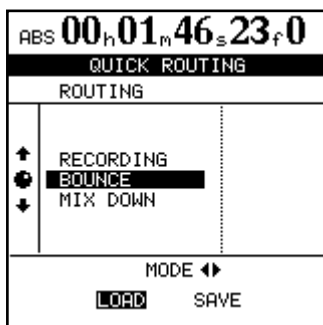 ABS 00h01m46s23f0
QUICK ROUTING
ROUTING
RECORDING
BOUNCE
MIX DOWN
MODE
LOAD SAVE